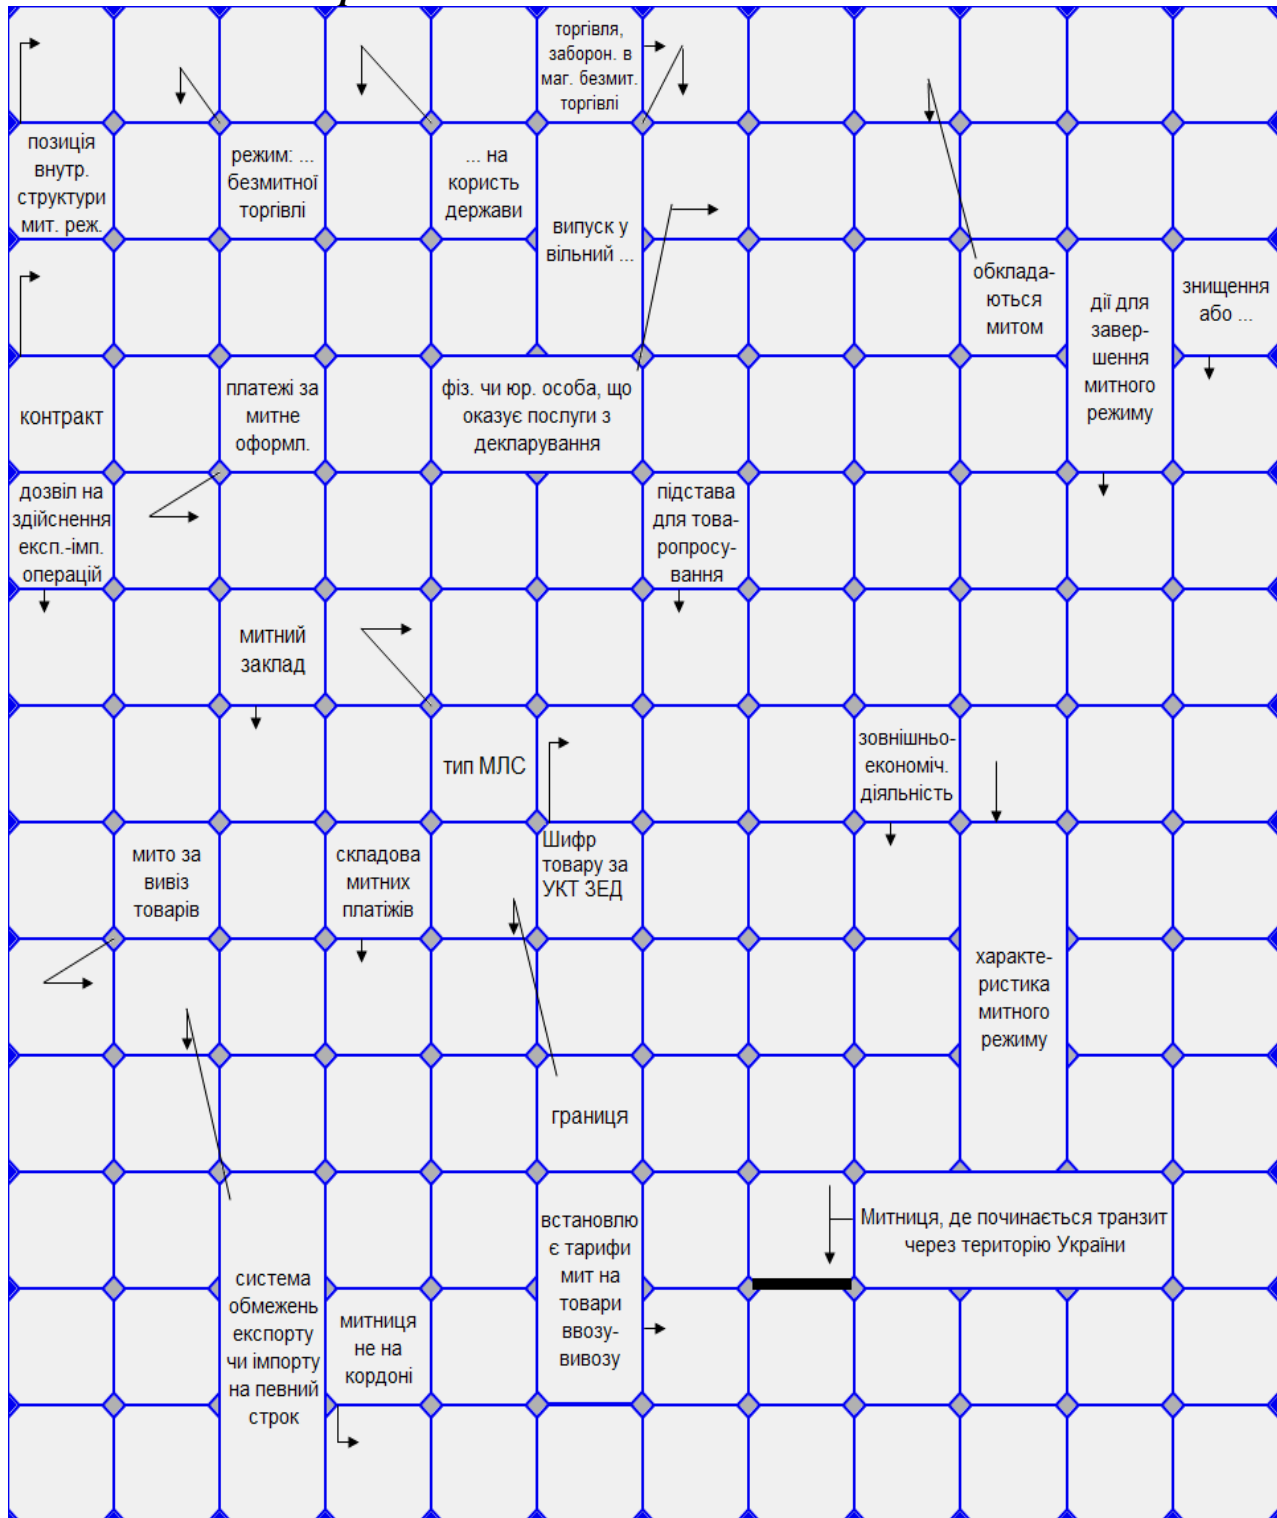 торгівля,
заборон. в
маг. безмит.
торгівлі
позиція
внутр.
структури
мит. реж.
режим: ...
безмитної
торгівлі
... на
користь
держави
випуск у
вільний ...
обклада-
ються
митом
дії для
завер-
шення
митного
режиму
знищення
або ...
контракт
платежі за
митне
оформл.
фіз. чи юр. особа, що
оказує послуги з
декларування
дозвіл на
здійснення
експ.-імп.
операцій
підстава
для това-
ропросу-
вання
митний
заклад
тип МЛС
зовнішньо-
економіч.
діяльність
мито за
вивіз
товарів
складова
митних
платіжів
Шифр
товару за
УКТ ЗЕД
характе-
ристика
митного
режиму
границя
встановлю
є тарифи
мит на
товари
ввозу-
вивозу
Митниця, де починається транзит
через територію України
система
обмежень
експорту
чи імпорту
на певний
строк
митниця
не на
кордоні